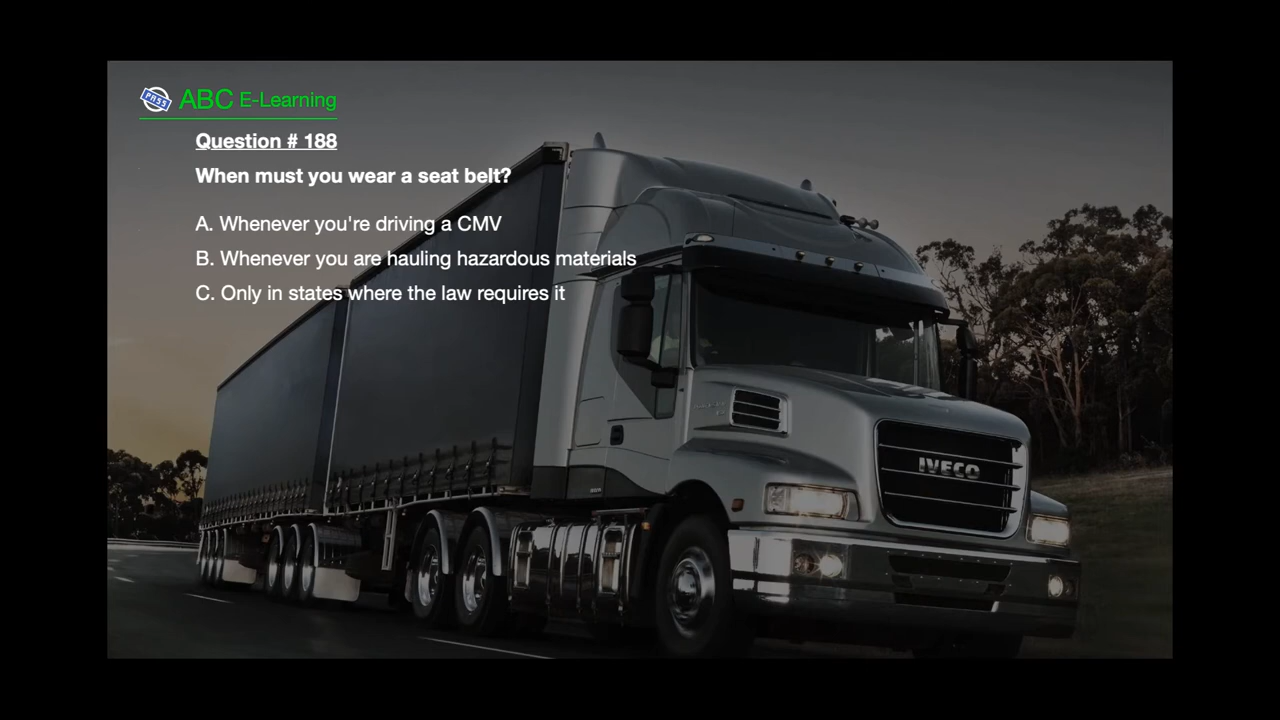 PASS ABC E-Learning
Question # 188
When must you wear a seat belt?
A. Whenever you're driving a CMV
B. Whenever you are hauling hazardous materials
C. Only in states where the law requires it
IVECO